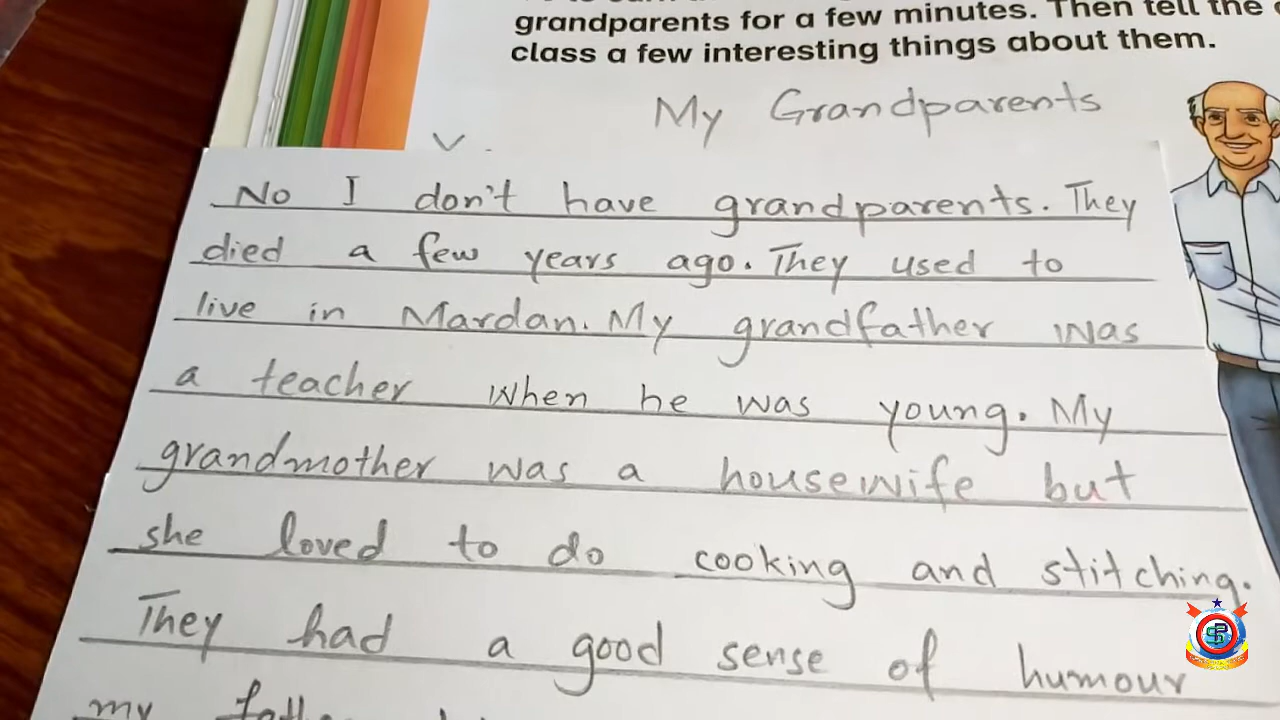 grandparents for a few minutes. Then tell the
class a few interesting things about them.
My Grandparents
V.
No I don't have grandparents. They
died a few years ago. They used to
live in Mardan. My grandfather was
a teacher when he was young. My
grandmother was a housewife but
she loved to do cooking and stitching.
They had a good sense of humour
my